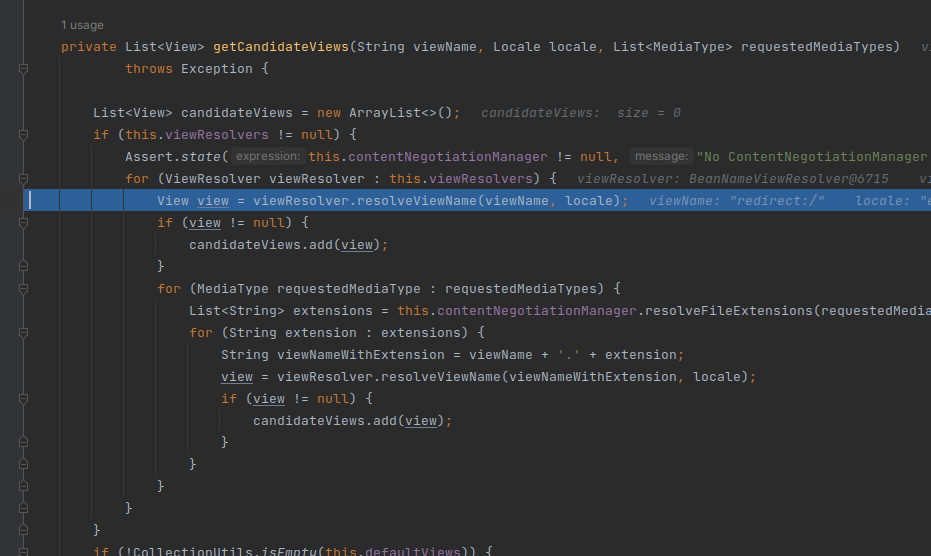 1 usage
private List<View> getCandidateViews(String viewName, Locale locale, List<MediaType> requestedMediaTypes)
throws Exception {
List<View> candidateViews = new ArrayList<>(); candidateViews: size = 0
if (this.viewResolvers != null) {
Assert.state( expression: this.contentNegotiationManager != null, message: "No ContentNegotiationManager
for (ViewResolver viewResolver : this.viewResolvers) { viewResolver: BeanNameViewResolver@6715
View view = viewResolver.resolveViewName(viewName, locale); viewName: "redirect:/" locale: "e
if (view != null) {
candidateViews.add(view);
}
for (MediaType requestedMediaType : requestedMediaTypes) {
List<String> extensions = this.contentNegotiationManager.resolveFileExtensions(requestedMedia
for (String extension : extensions) {
String viewNameWithExtension = viewName + '.' + extension;
view = viewResolver.resolveViewName(viewNameWithExtension, locale);
if (view != null) {
candidateViews.add(view);
}
}
}
}
}
if (!CollectionUtils.isEmpty(this.defaultViews)) {